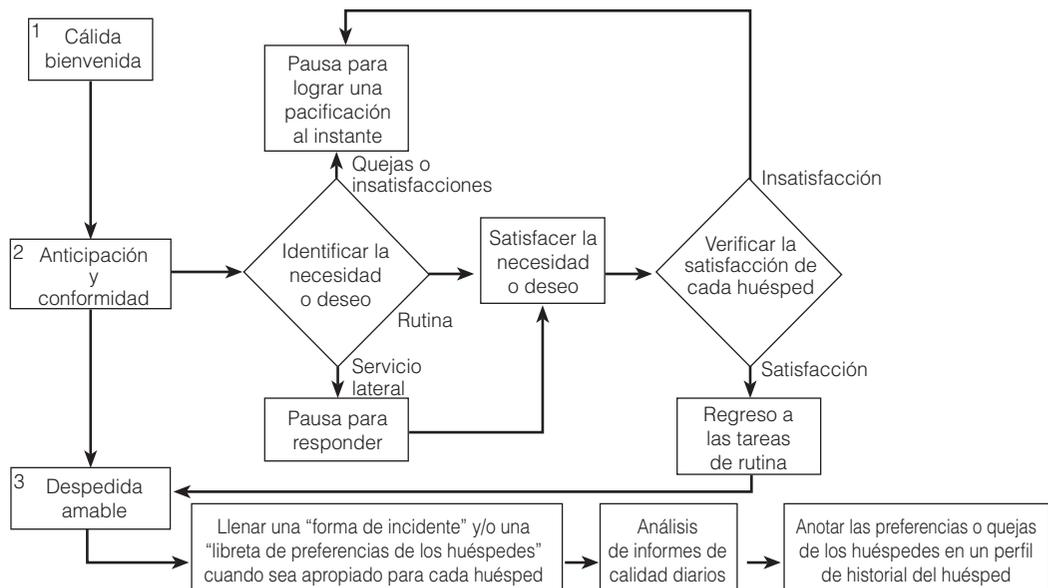 1 Cálida
bienvenida
Pausa para
lograr una
pacificación
al instante
Quejas o
insatisfacciones
Insatisfacción
2 Anticipación
y
conformidad
Identificar la
necesidad
o deseo
Rutina
Satisfacer la
necesidad
o deseo
Verificar la
satisfacción de
cada huésped
Servicio
lateral
Satisfacción
Pausa para
responder
Regreso a
las tareas
de rutina
3 Despedida
amable
Llenar una “forma de incidente” y/o una
“libreta de preferencias de los huéspedes”
cuando sea apropiado para cada huésped
Análisis
de informes de
calidad diarios
Anotar las preferencias o quejas
de los huéspedes en un perfil
de historial del huésped